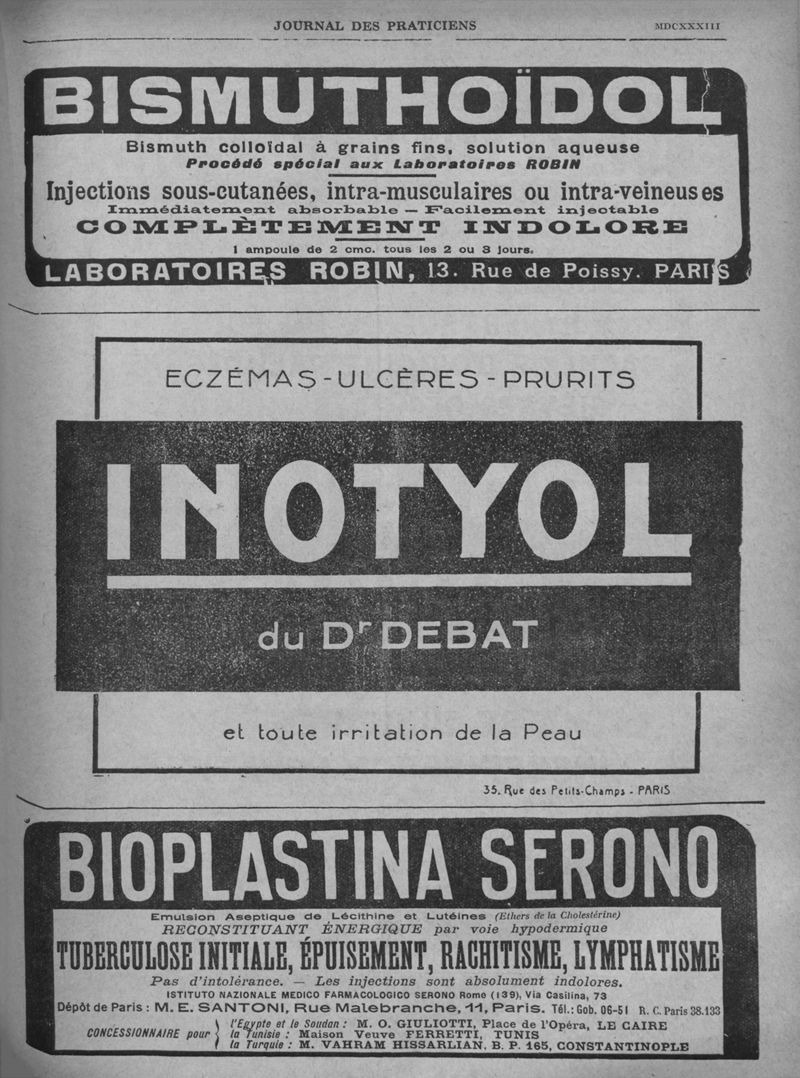 JOURNAL DES PRATICIENS MDCXXXIII
BISMUTHOÏDOL
Bismuth colloïdal à grains fins, solution aqueuse
Procédé spécial aux Laboratoires ROBIN
Injections sous-cutanées, intra-musculaires ou intra-veineuses
Immédiatement absorbable — Facilement injectable
COMPLÈTEMENT INDOLORE
1 ampoule de 2 cmc. tous les 2 ou 3 jours.
LABORATOIRES ROBIN, 13. Rue de Poissy. PARIS
ECZÉMAS-ULCÈRES-PRURITS
INOTYOL
du Dr DEBAT
et toute irritation de la Peau
35. Rue des Petits-Champs - PARIS
BIOPLASTINA SERONO
Emulsion Aseptique de Lécithine et Lutéines (Ethers de la Cholestérine)
RECONSTITUANT ÉNERGIQUE par voie hypodermique
TUBERCULOSE INITIALE, ÉPUISEMENT, RACHITISME, LYMPHATISME
Pas d'intolérance. — Les injections sont absolument indolores.
ISTITUTO NAZIONALE MEDICO FARMACOLOGICO SERONO Rome (139), Via Casilina, 73
Dépôt de Paris : M. E. SANTONI, Rue Malebranche, 11, Paris. Tél.: Gob. 06-51 R. C. Paris 38.133
CONCESSIONNAIRE pour
l'Egypte et le Soudan : M. O. GIULIOTTI, Place de l'Opéra, LE CAIRE
la Tunisie : Maison Veuve FERRETTI, TUNIS
la Turquie : M. VAHRAM HISSARLIAN, B. P. 165, CONSTANTINOPLE